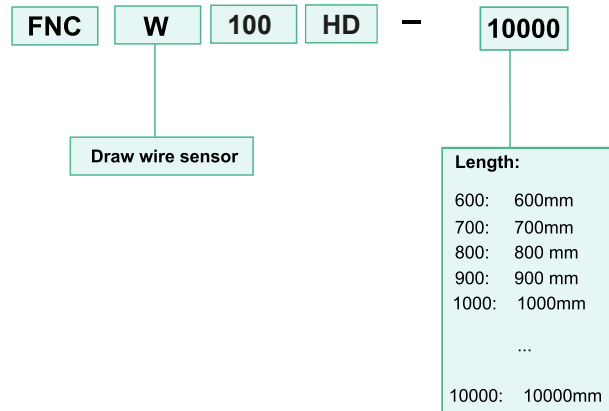 FNC W 100 HD – 10000
Draw wire sensor
Length:
600: 600mm
700: 700mm
800: 800 mm
900: 900 mm
1000: 1000mm
...
10000: 10000mm